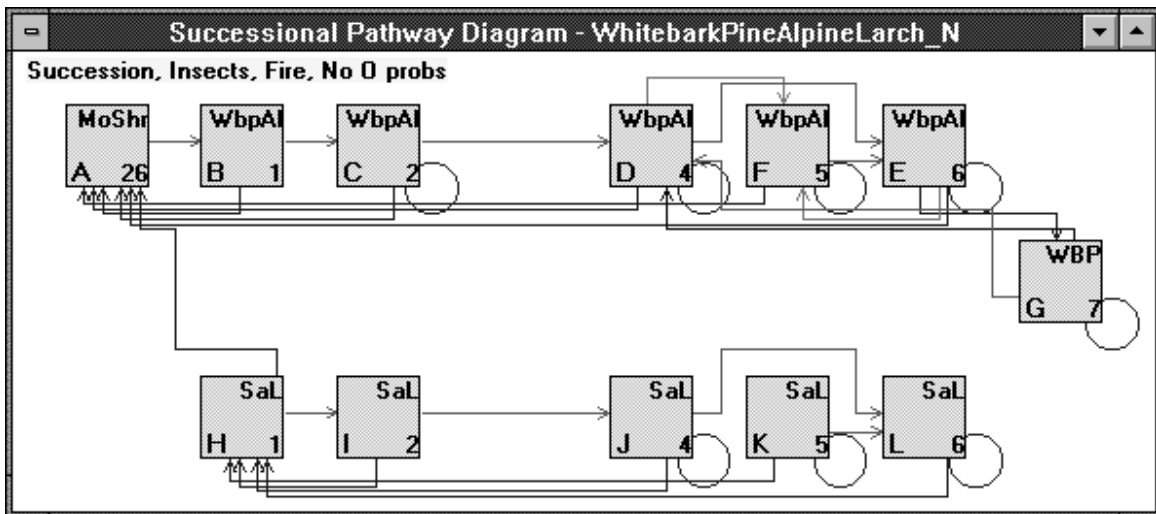 Successional Pathway Diagram - WhitebarkPineAlpineLarch_N
Succession, Insects, Fire, No O probs
MoShr
A 26
WbpAl
B 1
WbpAl
C 2
WbpAl
D 4
WbpAl
F 5
WbpAl
E 6
WBP
G 7
SaL
H 1
SaL
I 2
SaL
J 4
SaL
K 5
SaL
L 6